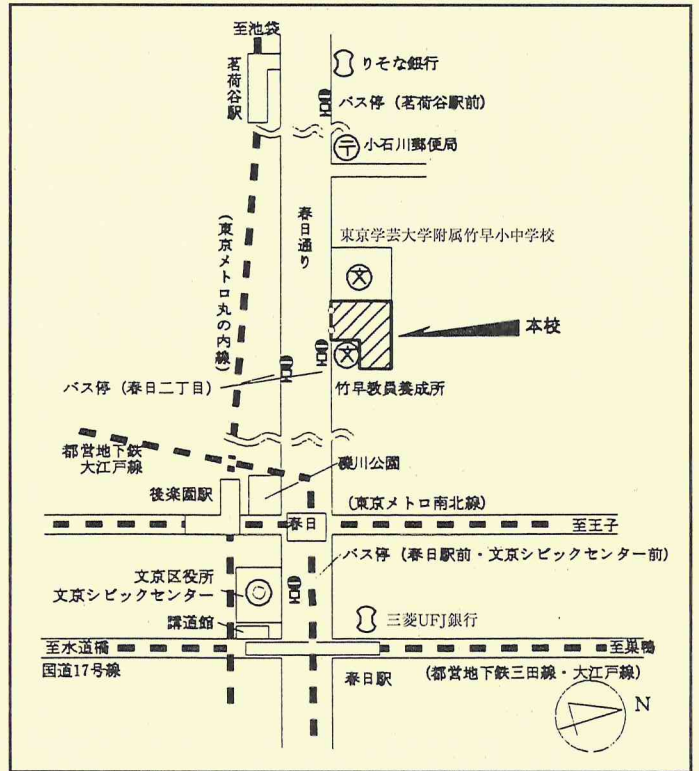 至池袋
茗荷谷駅
りそな銀行
バス停（茗荷谷駅前）
〒
小石川郵便局
春日通り
(東京メトロ丸の内線)
東京学芸大学附属竹早小中学校
文
本校
文
バス停（春日二丁目）
竹早教員養成所
都営地下鉄
大江戸線
礫川公園
後楽園駅
(東京メトロ南北線)
春日
至王子
バス停（春日駅前・文京シビックセンター前）
文京区役所
文京シビックセンター
講道館
三菱UFJ銀行
至水道橋
至巣鴨
国道17号線
春日駅
(都営地下鉄三田線・大江戸線)
N